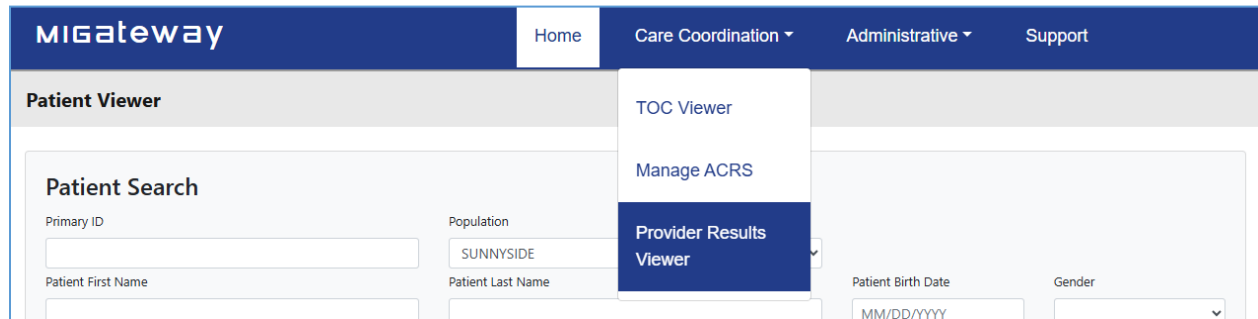 MIGateway
Home Care Coordination Administrative Support
Patient Viewer
TOC Viewer
Manage ACRS
Provider Results
Viewer
Patient Search
Primary ID
Population
SUNNYSIDE
Patient First Name
Patient Last Name
Patient Birth Date
Gender
MM/DD/YYYY